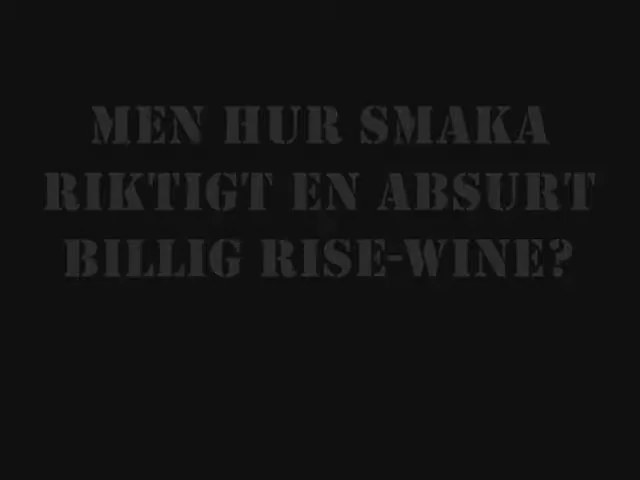 MEN HUR SMAKA
RIKTIGT EN ABSURT
BILLIG RISE-WINE?